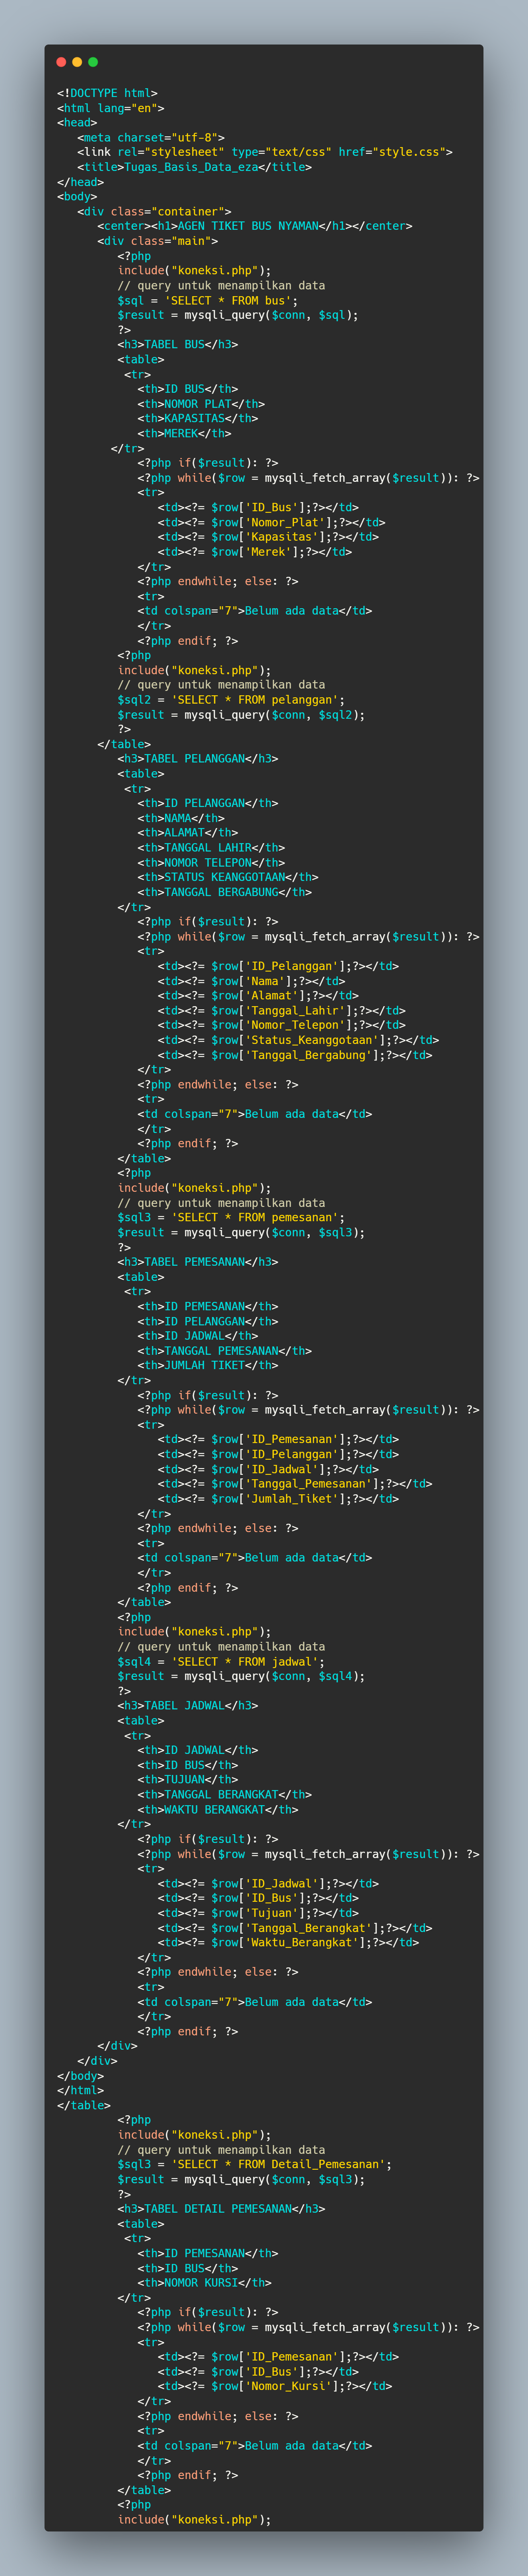 <!DOCTYPE html>
<html lang="en">
<head>
   <meta charset="utf-8">
   <link rel="stylesheet" type="text/css" href="style.css">
   <title>Tugas_Basis_Data_eza</title>
</head>
<body>
   <div class="container">
      <center><h1>AGEN TIKET BUS NYAMAN</h1></center>
      <div class="main">
         <?php
         include("koneksi.php");
         // query untuk menampilkan data
         $sql = 'SELECT * FROM bus';
         $result = mysqli_query($conn, $sql);
         ?>
         <h3>TABEL BUS</h3>
         <table>
          <tr>
            <th>ID BUS</th>
            <th>NOMOR PLAT</th>
            <th>KAPASITAS</th>
            <th>MEREK</th>
        </tr>
            <?php if($result): ?>
            <?php while($row = mysqli_fetch_array($result)): ?>
            <tr>
               <td><?= $row['ID_Bus'];?></td>
               <td><?= $row['Nomor_Plat'];?></td>
               <td><?= $row['Kapasitas'];?></td>
               <td><?= $row['Merek'];?></td>
            </tr>
            <?php endwhile; else: ?>
            <tr>
            <td colspan="7">Belum ada data</td>
            </tr>
            <?php endif; ?>
         <?php
         include("koneksi.php");
         // query untuk menampilkan data
         $sql2 = 'SELECT * FROM pelanggan';
         $result = mysqli_query($conn, $sql2);
         ?>
      </table>
         <h3>TABEL PELANGGAN</h3>
         <table>
          <tr>
            <th>ID PELANGGAN</th>
            <th>NAMA</th>
            <th>ALAMAT</th>
            <th>TANGGAL LAHIR</th>
            <th>NOMOR TELEPON</th>
            <th>STATUS KEANGGOTAAN</th>
            <th>TANGGAL BERGABUNG</th>
         </tr>
            <?php if($result): ?>
            <?php while($row = mysqli_fetch_array($result)): ?>
            <tr>
               <td><?= $row['ID_Pelanggan'];?></td>
               <td><?= $row['Nama'];?></td>
               <td><?= $row['Alamat'];?></td>
               <td><?= $row['Tanggal_Lahir'];?></td>
               <td><?= $row['Nomor_Telepon'];?></td>
               <td><?= $row['Status_Keanggotaan'];?></td>
               <td><?= $row['Tanggal_Bergabung'];?></td>
            </tr>
            <?php endwhile; else: ?>
            <tr>
            <td colspan="7">Belum ada data</td>
            </tr>
            <?php endif; ?>
         </table>
         <?php
         include("koneksi.php");
         // query untuk menampilkan data
         $sql3 = 'SELECT * FROM pemesanan';
         $result = mysqli_query($conn, $sql3);
         ?>
         <h3>TABEL PEMESANAN</h3>
         <table>
          <tr>
            <th>ID PEMESANAN</th>
            <th>ID PELANGGAN</th>
            <th>ID JADWAL</th>
            <th>TANGGAL PEMESANAN</th>
            <th>JUMLAH TIKET</th>
         </tr>
            <?php if($result): ?>
            <?php while($row = mysqli_fetch_array($result)): ?>
            <tr>
               <td><?= $row['ID_Pemesanan'];?></td>
               <td><?= $row['ID_Pelanggan'];?></td>
               <td><?= $row['ID_Jadwal'];?></td>
               <td><?= $row['Tanggal_Pemesanan'];?></td>
               <td><?= $row['Jumlah_Tiket'];?></td>
            </tr>
            <?php endwhile; else: ?>
            <tr>
            <td colspan="7">Belum ada data</td>
            </tr>
            <?php endif; ?>
         </table>
         <?php
         include("koneksi.php");
         // query untuk menampilkan data
         $sql4 = 'SELECT * FROM jadwal';
         $result = mysqli_query($conn, $sql4);
         ?>
         <h3>TABEL JADWAL</h3>
         <table>
          <tr>
            <th>ID JADWAL</th>
            <th>ID BUS</th>
            <th>TUJUAN</th>
            <th>TANGGAL BERANGKAT</th>
            <th>WAKTU BERANGKAT</th>
         </tr>
            <?php if($result): ?>
            <?php while($row = mysqli_fetch_array($result)): ?>
            <tr>
               <td><?= $row['ID_Jadwal'];?></td>
               <td><?= $row['ID_Bus'];?></td>
               <td><?= $row['Tujuan'];?></td>
               <td><?= $row['Tanggal_Berangkat'];?></td>
               <td><?= $row['Waktu_Berangkat'];?></td>
            </tr>
            <?php endwhile; else: ?>
            <tr>
            <td colspan="7">Belum ada data</td>
            </tr>
            <?php endif; ?>
      </div>
   </div>
</body>
</html>
</table>
         <?php
         include("koneksi.php");
         // query untuk menampilkan data
         $sql3 = 'SELECT * FROM Detail_Pemesanan';
         $result = mysqli_query($conn, $sql3);
         ?>
         <h3>TABEL DETAIL PEMESANAN</h3>
         <table>
          <tr>
            <th>ID PEMESANAN</th>
            <th>ID BUS</th>
            <th>NOMOR KURSI</th>
         </tr>
            <?php if($result): ?>
            <?php while($row = mysqli_fetch_array($result)): ?>
            <tr>
               <td><?= $row['ID_Pemesanan'];?></td>
               <td><?= $row['ID_Bus'];?></td>
               <td><?= $row['Nomor_Kursi'];?></td>
            </tr>
            <?php endwhile; else: ?>
            <tr>
            <td colspan="7">Belum ada data</td>
            </tr>
            <?php endif; ?>
         </table>
         <?php
         include("koneksi.php");